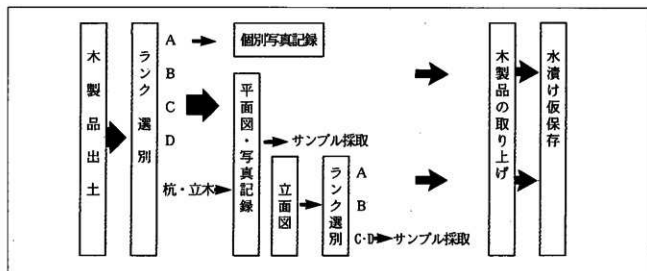 木製品出土
ランク選別
A
B
C
D
杭・立木
個別写真記録
平面図・写真記録
サンプル採取
立面図
ランク選別
A
B
C・D
サンプル採取
木製品の取り上げ
水漬け仮保存